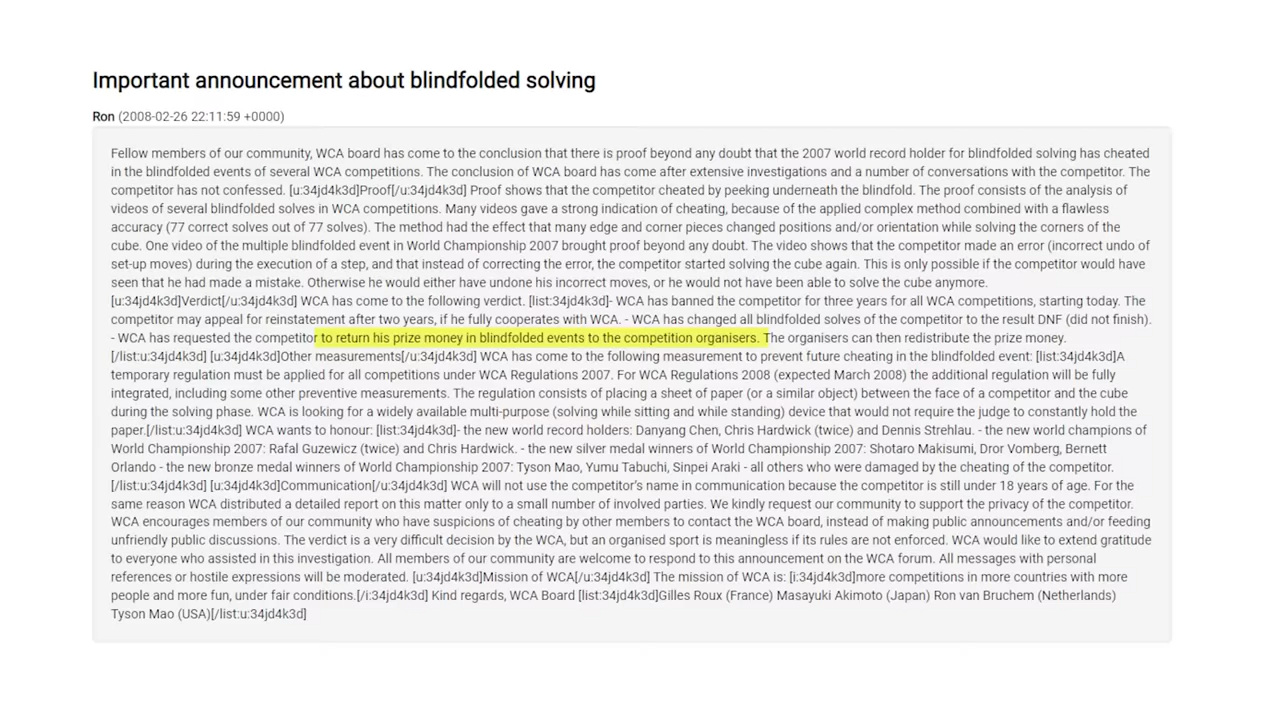 Important announcement about blindfolded solving
Ron (2008-02-26 22:11:59 +0000)
Fellow members of our community, WCA board has come to the conclusion that there is proof beyond any doubt that the 2007 world record holder for blindfolded solving has cheated
in the blindfolded events of several WCA competitions. The conclusion of WCA board has come after extensive investigations and a number of conversations with the competitor. The
competitor has not confessed. [u:34jd4k3d]Proof[/u:34jd4k3d] Proof shows that the competitor cheated by peeking underneath the blindfold. The proof consists of the analysis of
videos of several blindfolded solves in WCA competitions. Many videos gave a strong indication of cheating, because of the applied complex method combined with a flawless
accuracy (77 correct solves out of 77 solves). The method had the effect that many edge and corner pieces changed positions and/or orientation while solving the corners of the
cube. One video of the multiple blindfolded event in World Championship 2007 brought proof beyond any doubt. The video shows that the competitor made an error (incorrect undo of
set-up moves) during the execution of a step, and that instead of correcting the error, the competitor started solving the cube again. This is only possible if the competitor would have
seen that he had made a mistake. Otherwise he would either have undone his incorrect moves, or he would not have been able to solve the cube anymore.
[u:34jd4k3d]Verdict[/u:34jd4k3d] WCA has come to the following verdict. [list:34jd4k3d]- WCA has banned the competitor for three years for all WCA competitions, starting today. The
competitor may appeal for reinstatement after two years, if he fully cooperates with WCA. - WCA has changed all blindfolded solves of the competitor to the result DNF (did not finish).
- WCA has requested the competitor to return his prize money in blindfolded events to the competition organisers. The organisers can then redistribute the prize money.
[/list:u:34jd4k3d] [u:34jd4k3d]Other measurements[/u:34jd4k3d] WCA has come to the following measurement to prevent future cheating in the blindfolded event: [list:34jd4k3d]A
temporary regulation must be applied for all competitions under WCA Regulations 2007. For WCA Regulations 2008 (expected March 2008) the additional regulation will be fully
integrated, including some other preventive measurements. The regulation consists of placing a sheet of paper (or a similar object) between the face of a competitor and the cube
during the solving phase. WCA is looking for a widely available multi-purpose (solving while sitting and while standing) device that would not require the judge to constantly hold the
paper.[/list:u:34jd4k3d] WCA wants to honour: [list:34jd4k3d]- the new world record holders: Danyang Chen, Chris Hardwick (twice) and Dennis Strehlau. - the new world champions of
World Championship 2007: Rafal Guzewicz (twice) and Chris Hardwick. - the new silver medal winners of World Championship 2007: Shotaro Makisumi, Dror Vomberg, Bernett
Orlando - the new bronze medal winners of World Championship 2007: Tyson Mao, Yumu Tabuchi, Sinpei Araki - all others who were damaged by the cheating of the competitor.
[/list:u:34jd4k3d] [u:34jd4k3d]Communication[/u:34jd4k3d] WCA will not use the competitor's name in communication because the competitor is still under 18 years of age. For the
same reason WCA distributed a detailed report on this matter only to a small number of involved parties. We kindly request our community to support the privacy of the competitor.
WCA encourages members of our community who have suspicions of cheating by other members to contact the WCA board, instead of making public announcements and/or feeding
unfriendly public discussions. The verdict is a very difficult decision by the WCA, but an organised sport is meaningless if its rules are not enforced. WCA would like to extend gratitude
to everyone who assisted in this investigation. All members of our community are welcome to respond to this announcement on the WCA forum. All messages with personal
references or hostile expressions will be moderated. [u:34jd4k3d]Mission of WCA[/u:34jd4k3d] The mission of WCA is: [i:34jd4k3d]more competitions in more countries with more
people and more fun, under fair conditions.[/i:34jd4k3d] Kind regards, WCA Board [list:34jd4k3d]Gilles Roux (France) Masayuki Akimoto (Japan) Ron van Bruchem (Netherlands)
Tyson Mao (USA)[/list:u:34jd4k3d]